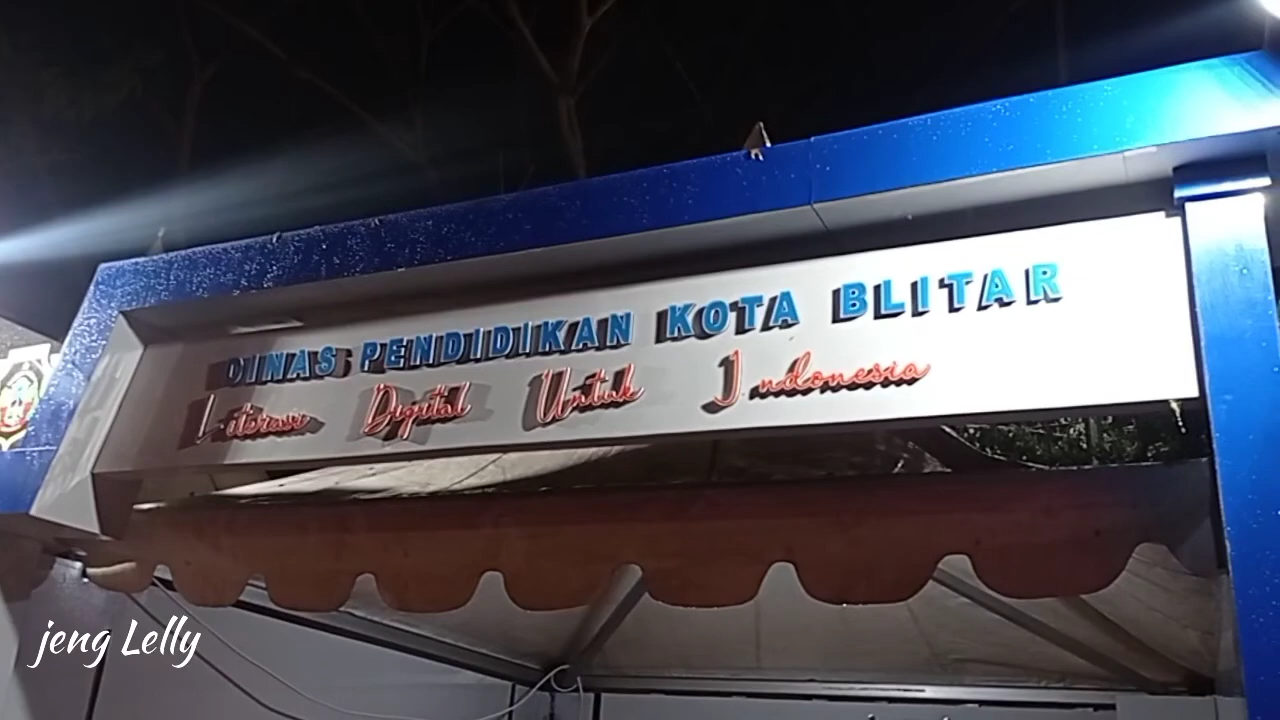 DINAS PENDIDIKAN KOTA BLITAR
Literasi Digital Untuk Indonesia
jeng Lelly